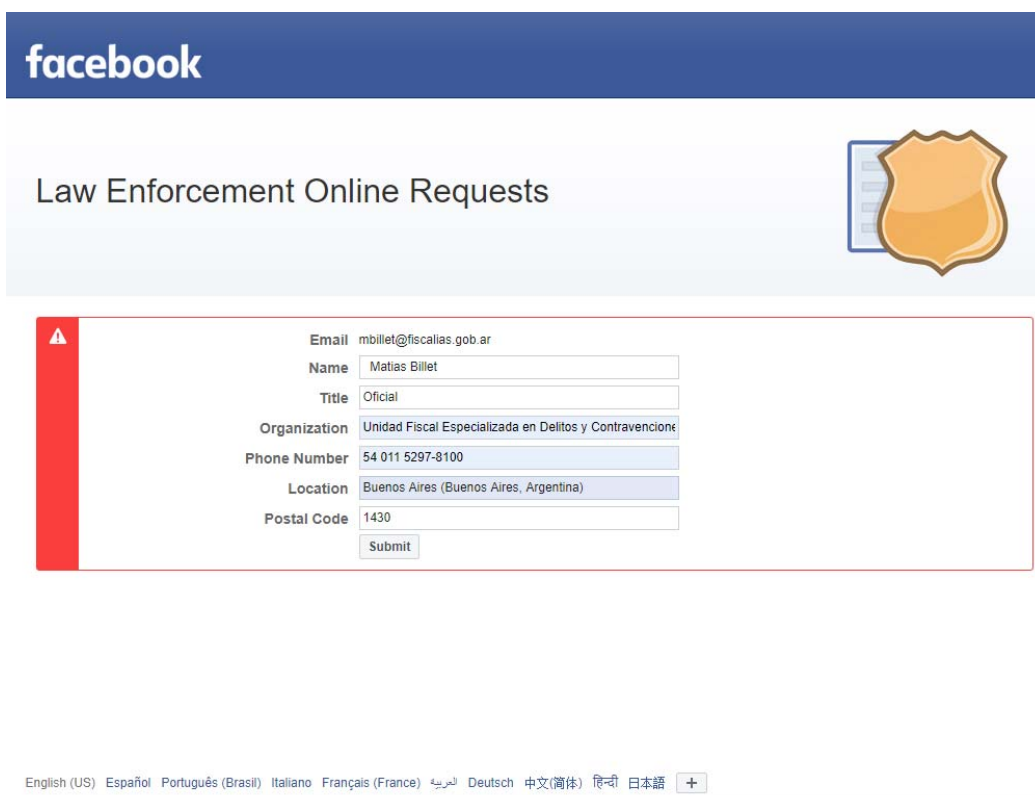 facebook
Law Enforcement Online Requests
Email mbillet@fiscalias.gob.ar
Name Matias Billet
Title Oficial
Organization Unidad Fiscal Especializada en Delitos y Contravencione
Phone Number 54 011 5297-8100
Location Buenos Aires (Buenos Aires, Argentina)
Postal Code 1430
Submit
English (US) Español Português (Brasil) Italiano Français (France) العربية Deutsch 中文(简体) हिन्दी 日本語 +